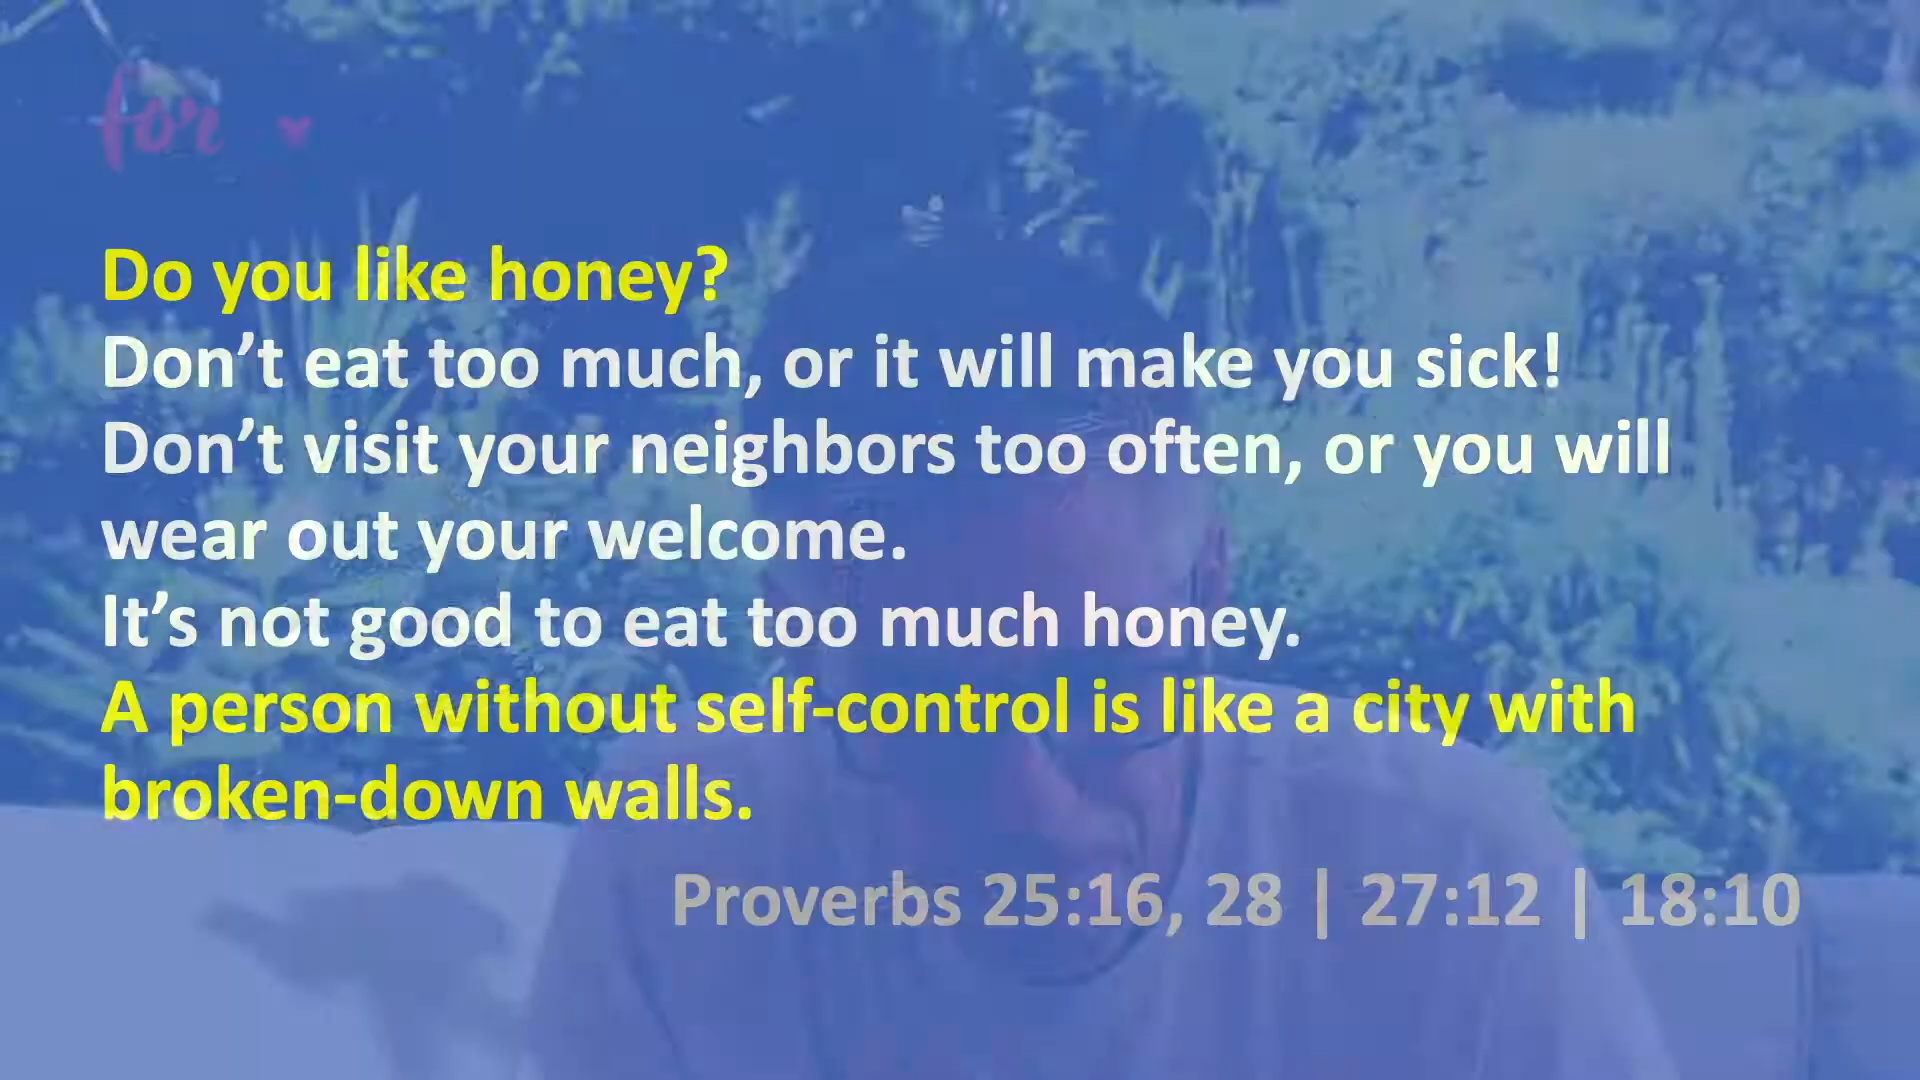 for
Do you like honey?
Don’t eat too much, or it will make you sick!
Don’t visit your neighbors too often, or you will
wear out your welcome.
It’s not good to eat too much honey.
A person without self-control is like a city with
broken-down walls.
Proverbs 25:16, 28 | 27:12 | 18:10